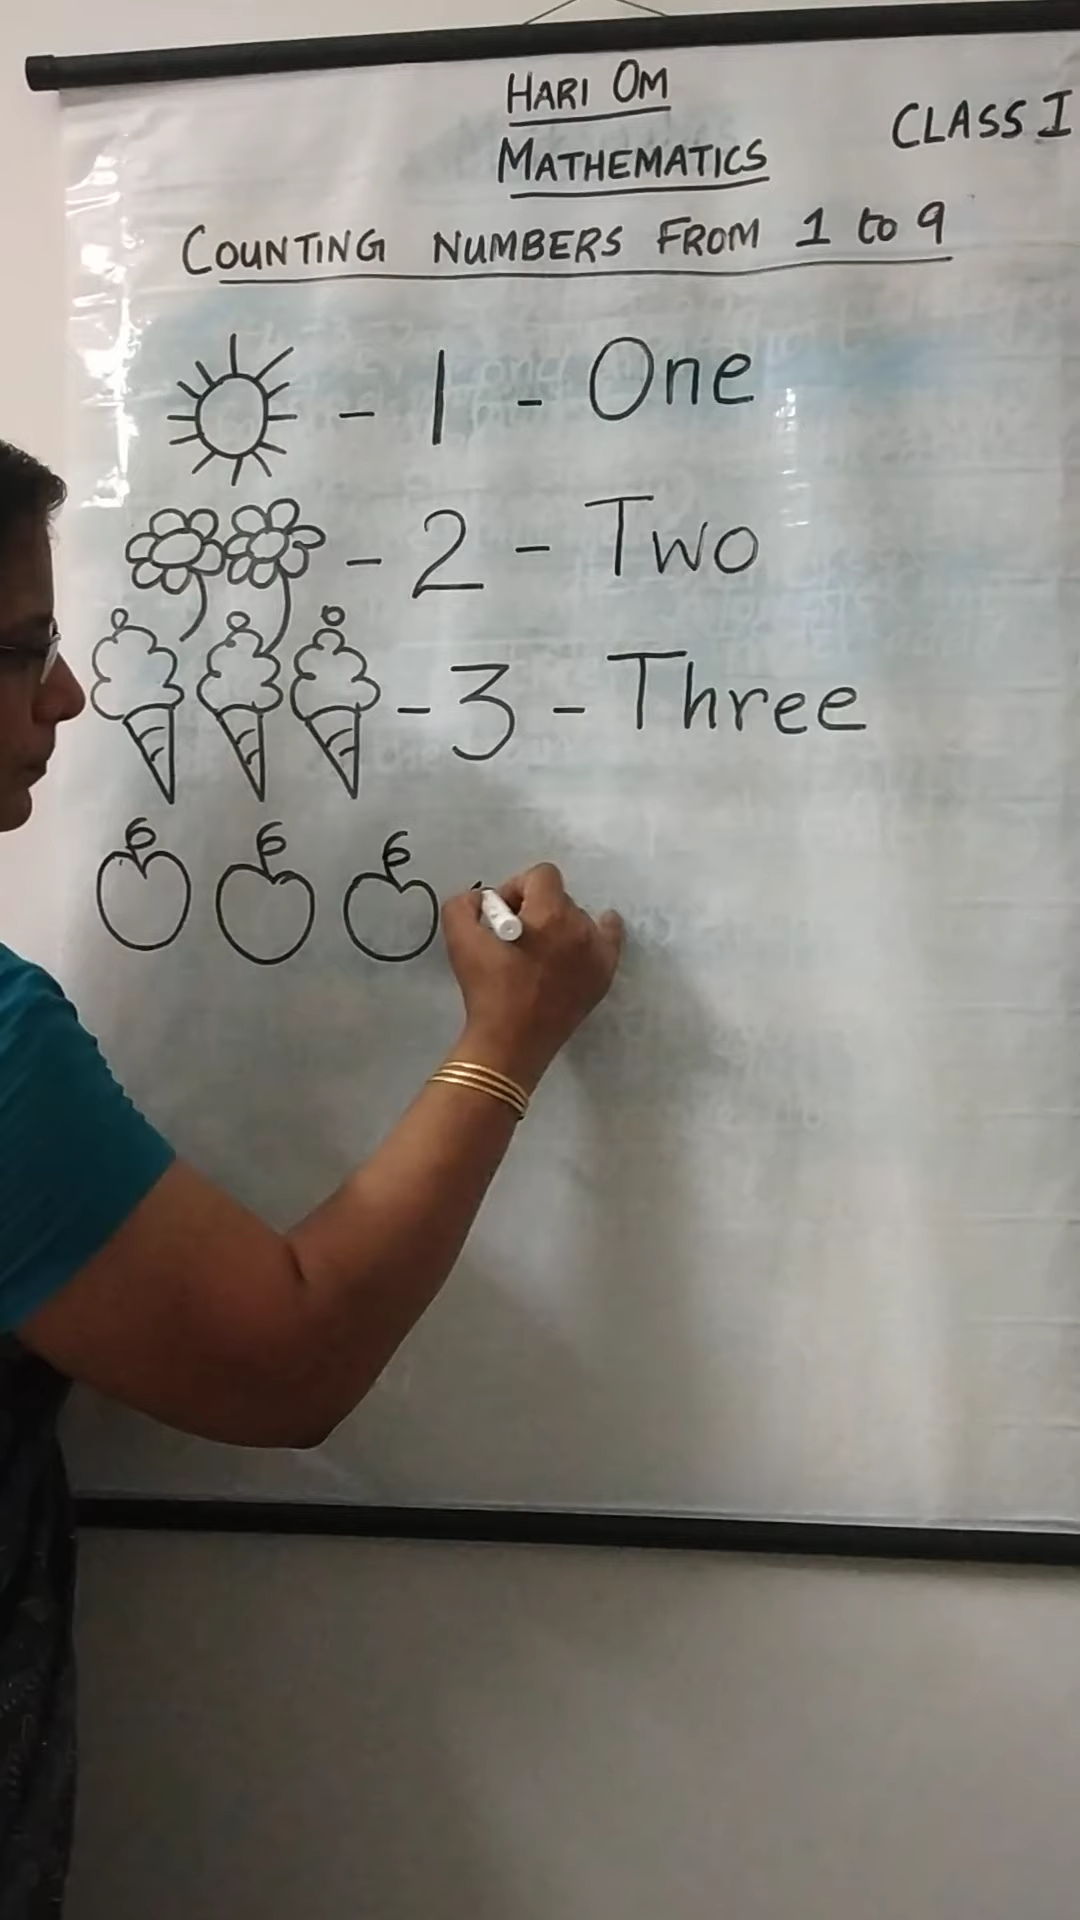 HARI OM
MATHEMATICS
CLASS I
COUNTING NUMBERS FROM 1 to 9
- 1 - One
- 2 - Two
- 3 - Three